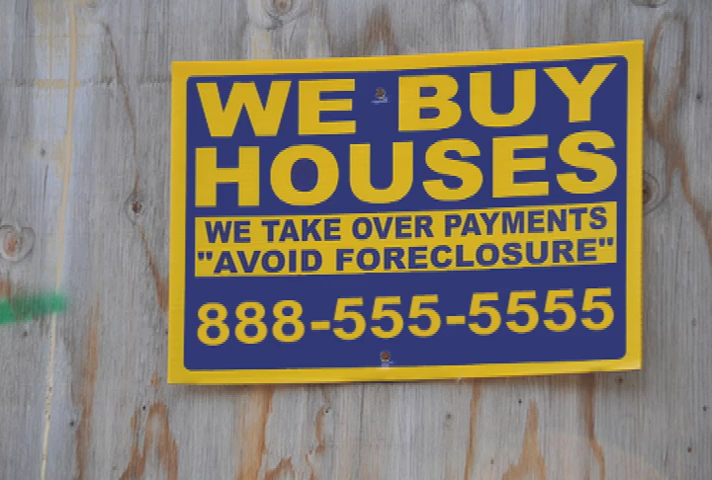 WE BUY
HOUSES
WE TAKE OVER PAYMENTS
"AVOID FORECLOSURE"
888-555-5555